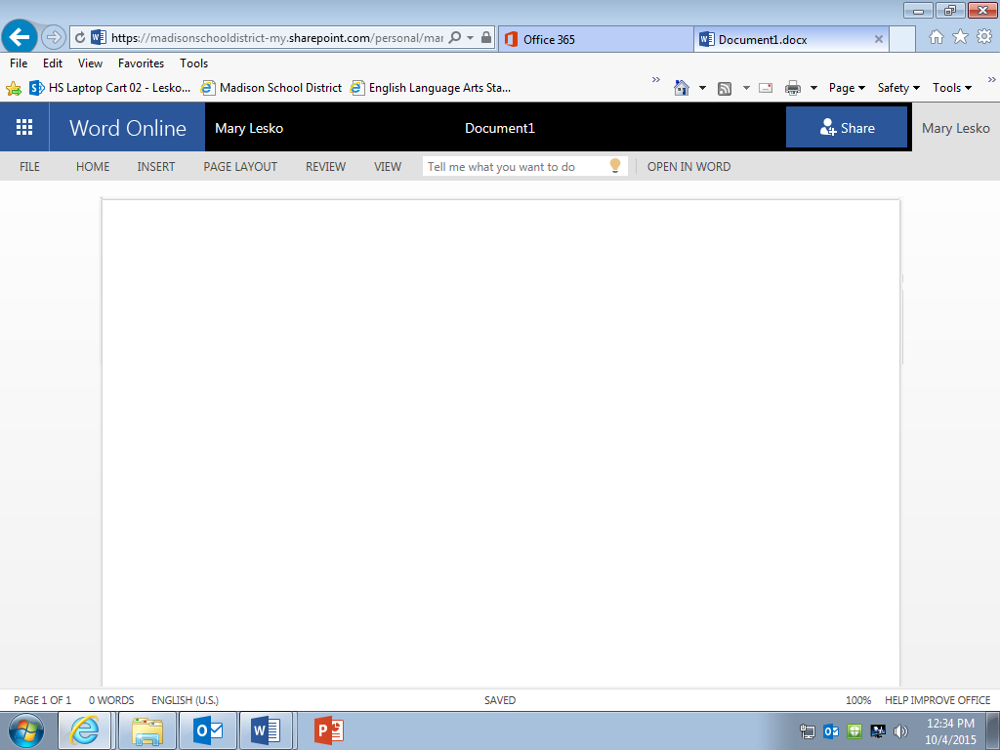 https://madisonschooldistrict-my.sharepoint.com/personal/mar
Office 365
Document1.docx
File Edit View Favorites Tools
HS Laptop Cart 02 - Lesko... Madison School District English Language Arts Sta... Page Safety Tools
Word Online Mary Lesko Document1 Share Mary Lesko
FILE HOME INSERT PAGE LAYOUT REVIEW VIEW Tell me what you want to do OPEN IN WORD
PAGE 1 OF 1 0 WORDS ENGLISH (U.S.) SAVED 100% HELP IMPROVE OFFICE
12:34 PM
10/4/2015